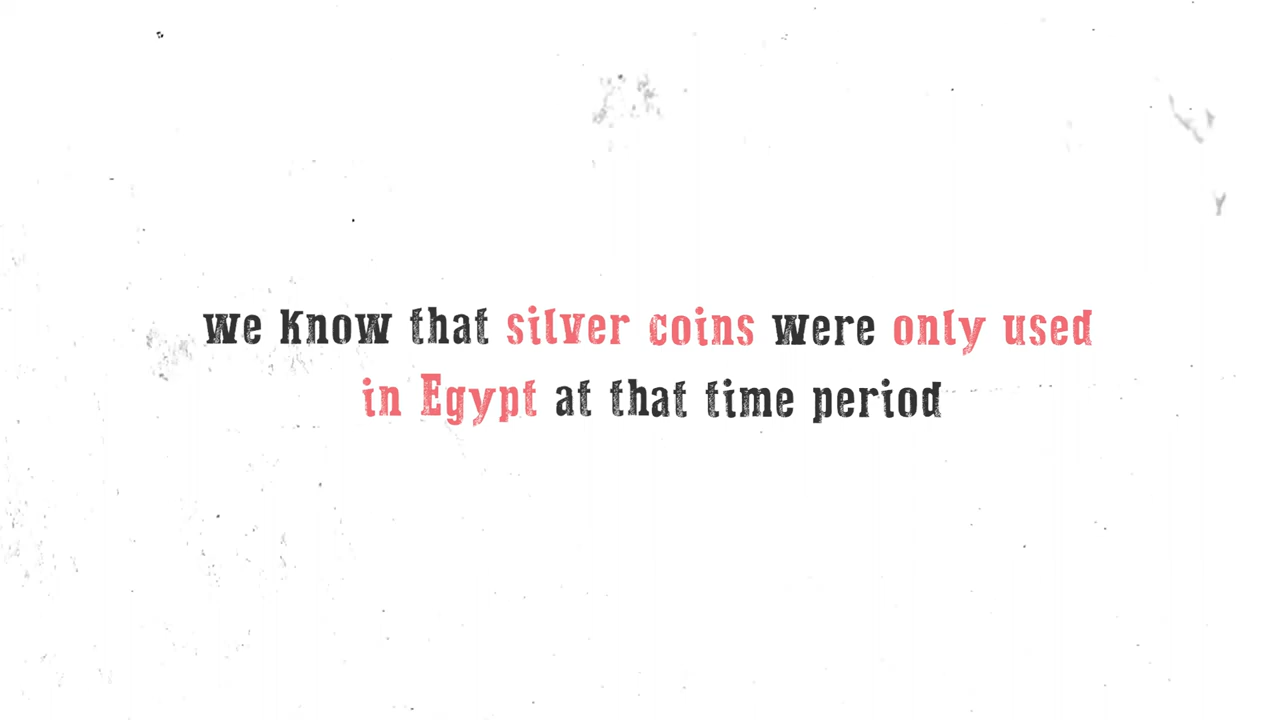 we know that silver coins were only used
in Egypt at that time period